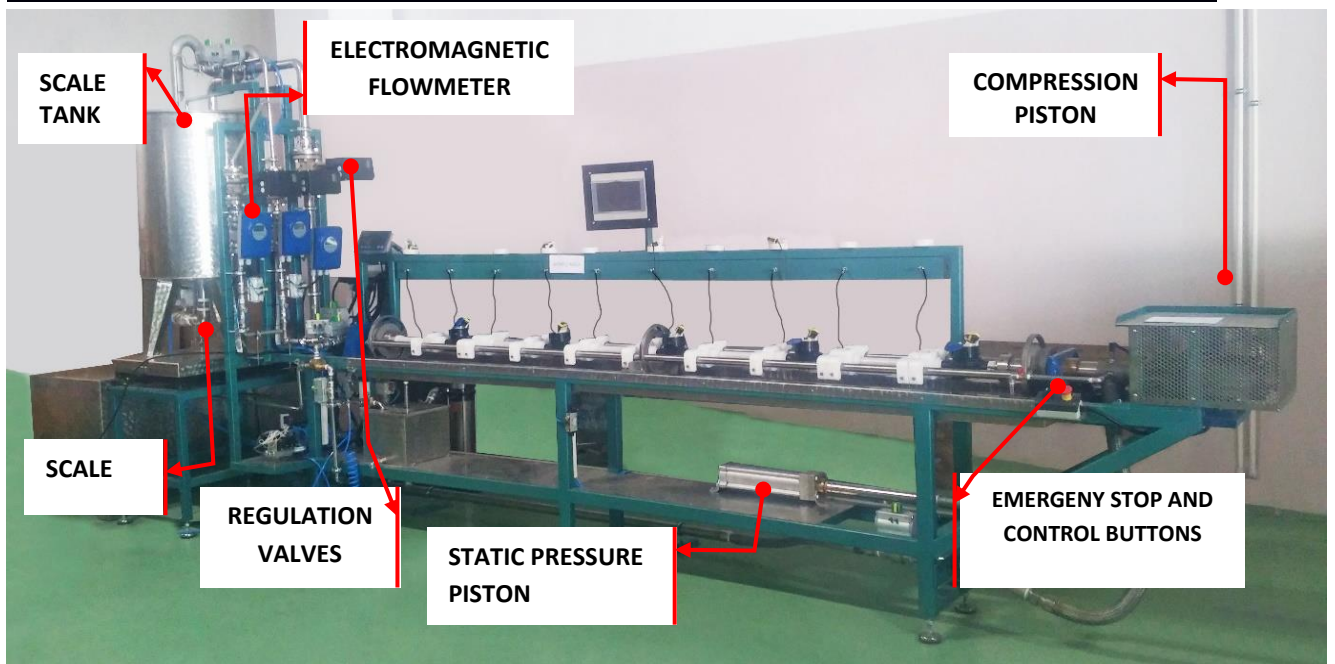 SCALE
TANK
ELECTROMAGNETIC
FLOWMETER
COMPRESSION
PISTON
SCALE
REGULATION
VALVES
STATIC PRESSURE
PISTON
EMERGENY STOP AND
CONTROL BUTTONS